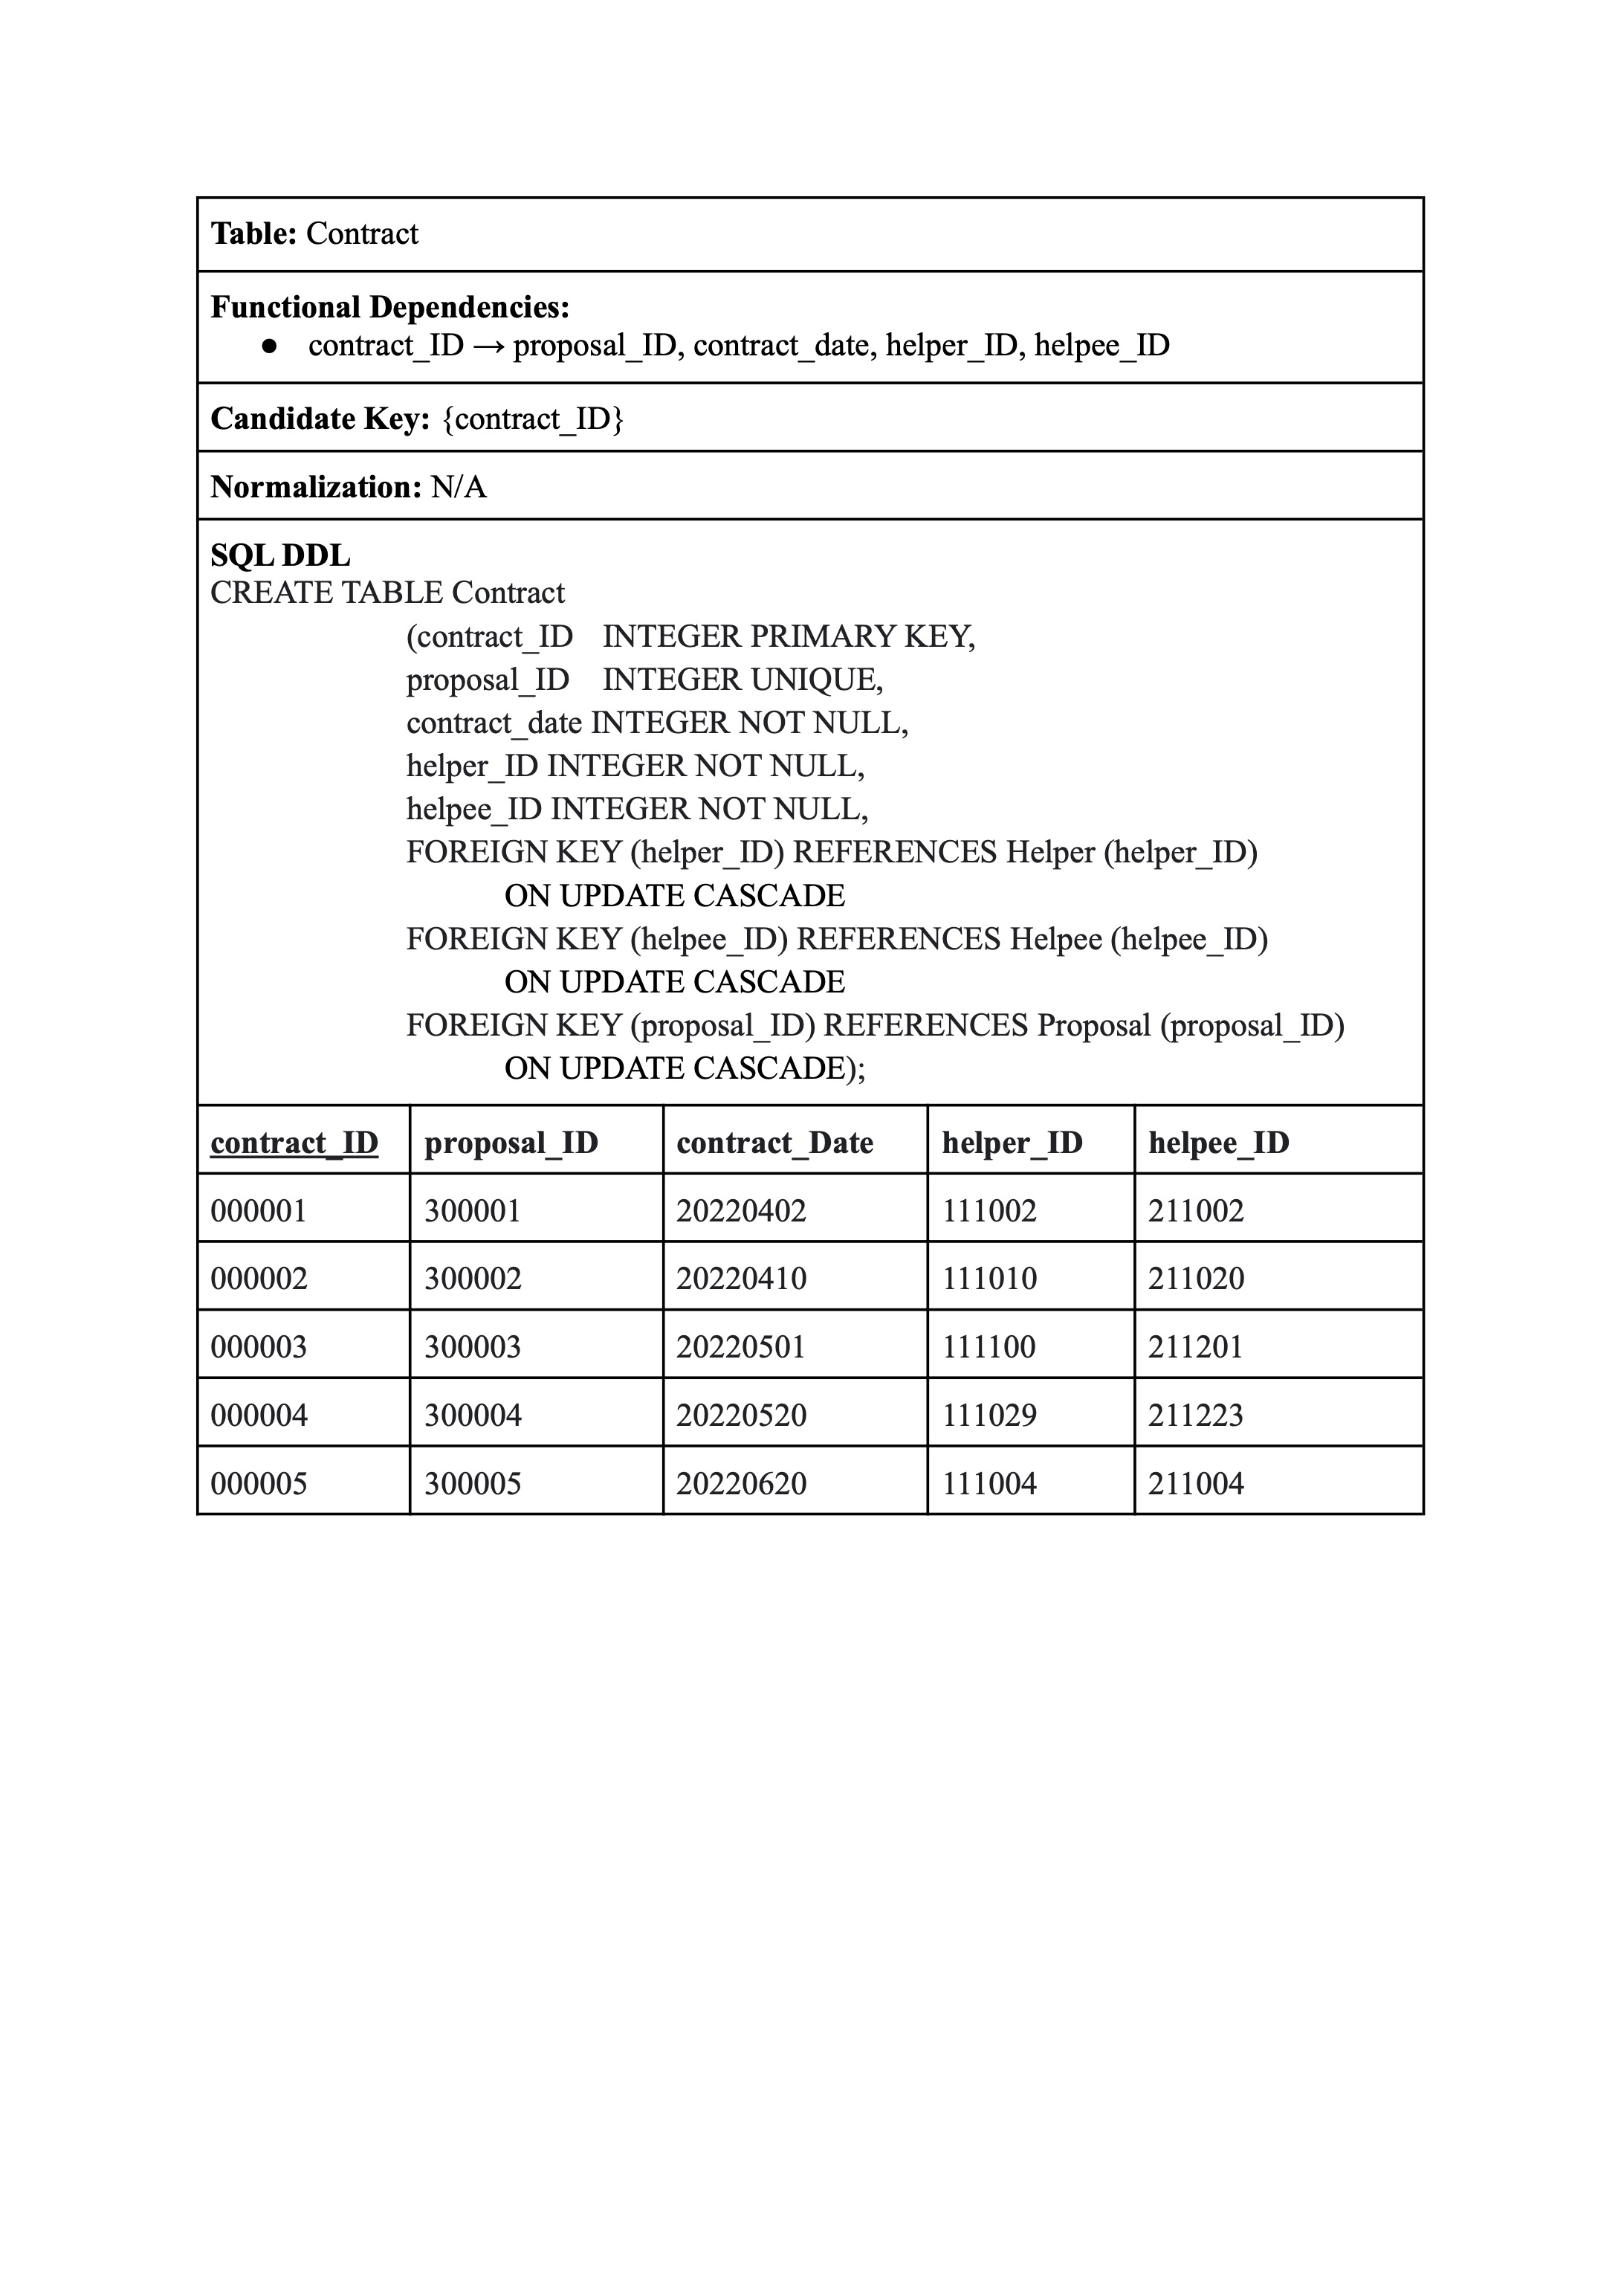 Table: Contract
Functional Dependencies:
● contract_ID → proposal_ID, contract_date, helper_ID, helpee_ID
Candidate Key: {contract_ID}
Normalization: N/A
SQL DDL
CREATE TABLE Contract
(contract_ID INTEGER PRIMARY KEY,
proposal_ID INTEGER UNIQUE,
contract_date INTEGER NOT NULL,
helper_ID INTEGER NOT NULL,
helpee_ID INTEGER NOT NULL,
FOREIGN KEY (helper_ID) REFERENCES Helper (helper_ID)
ON UPDATE CASCADE
FOREIGN KEY (helpee_ID) REFERENCES Helpee (helpee_ID)
ON UPDATE CASCADE
FOREIGN KEY (proposal_ID) REFERENCES Proposal (proposal_ID)
ON UPDATE CASCADE);
contract_ID proposal_ID contract_Date helper_ID helpee_ID
000001 300001 20220402 111002 211002
000002 300002 20220410 111010 211020
000003 300003 20220501 111100 211201
000004 300004 20220520 111029 211223
000005 300005 20220620 111004 211004